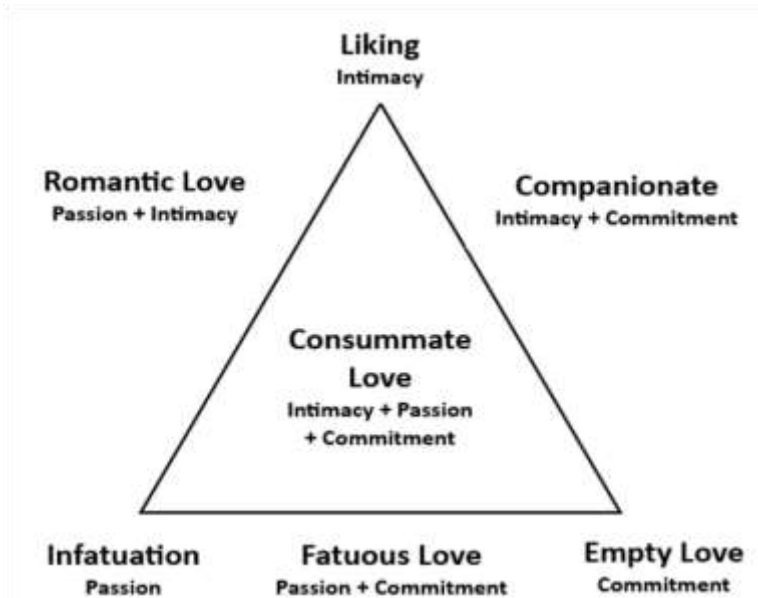 Liking
Intimacy
Romantic Love
Passion + Intimacy
Companionate
Intimacy + Commitment
Consummate
Love
Intimacy + Passion
+ Commitment
Infatuation
Passion
Fatuous Love
Passion + Commitment
Empty Love
Commitment